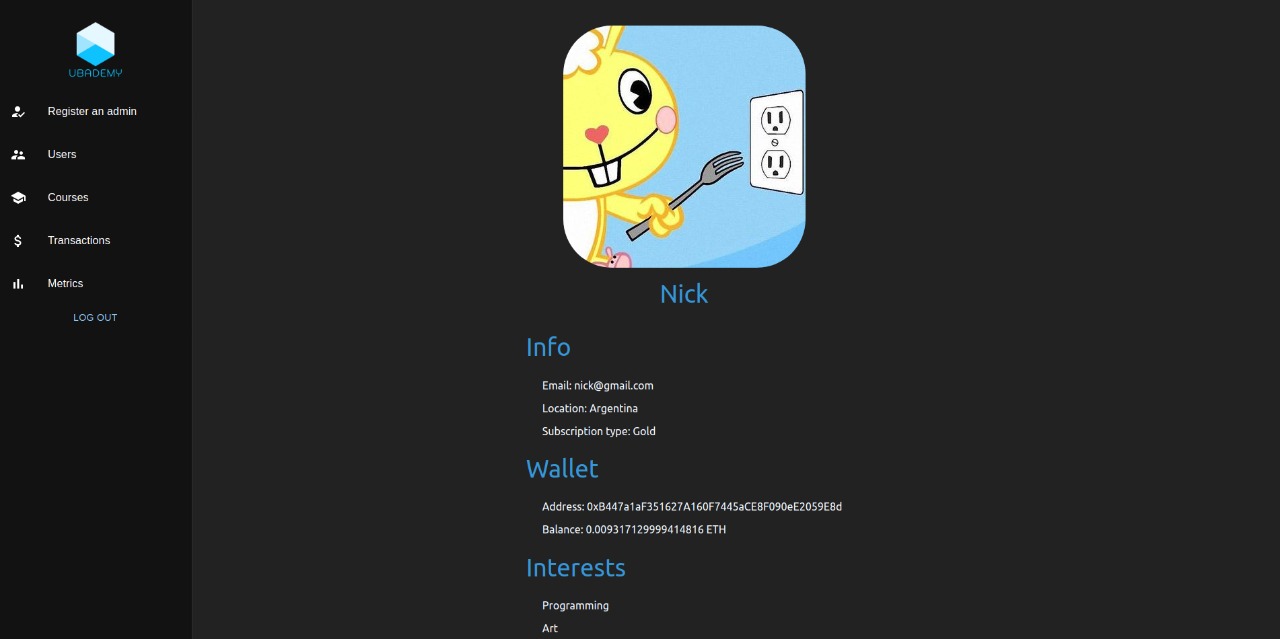 UBADEMY
Register an admin
Users
Courses
Transactions
Metrics
LOG OUT
Nick
Info
Email: nick@gmail.com
Location: Argentina
Subscription type: Gold
Wallet
Address: 0xB447a1aF351627A160F7445aCE8F090eE2059E8d
Balance: 0.009317129999414816 ETH
Interests
Programming
Art